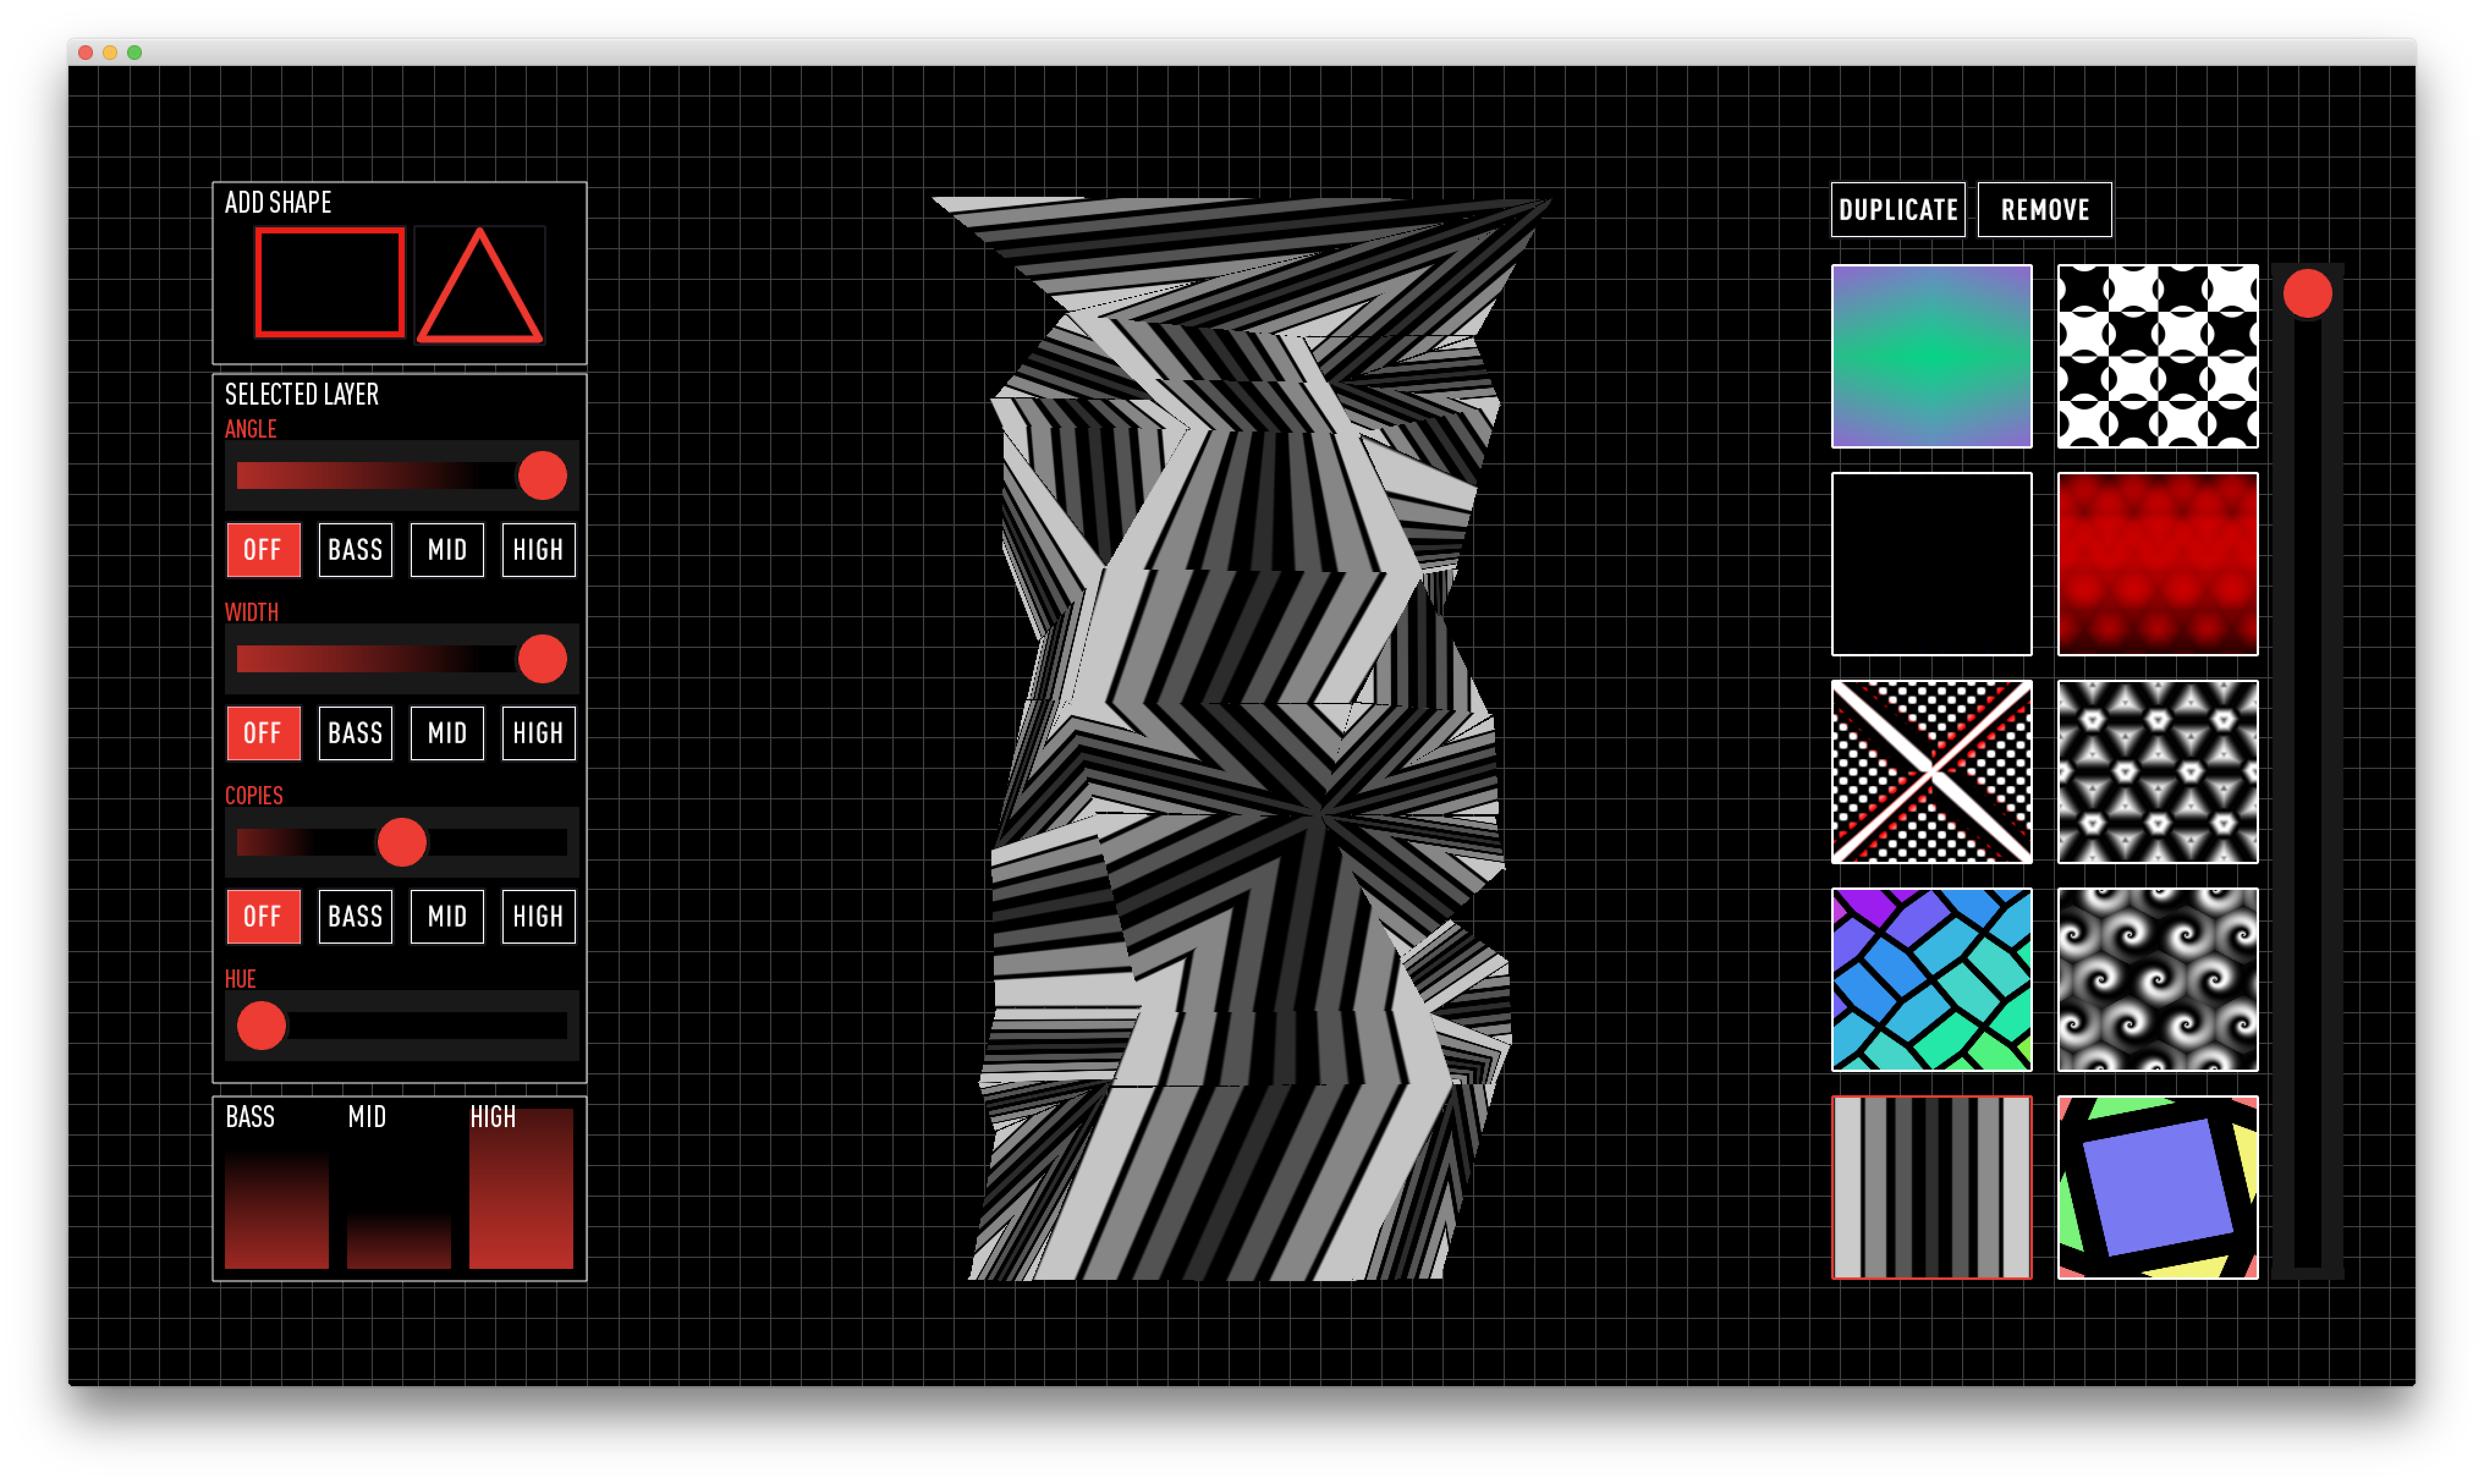 ADD SHAPE
SELECTED LAYER
ANGLE
OFF BASS MID HIGH
WIDTH
OFF BASS MID HIGH
COPIES
OFF BASS MID HIGH
HUE
BASS MID HIGH
DUPLICATE REMOVE